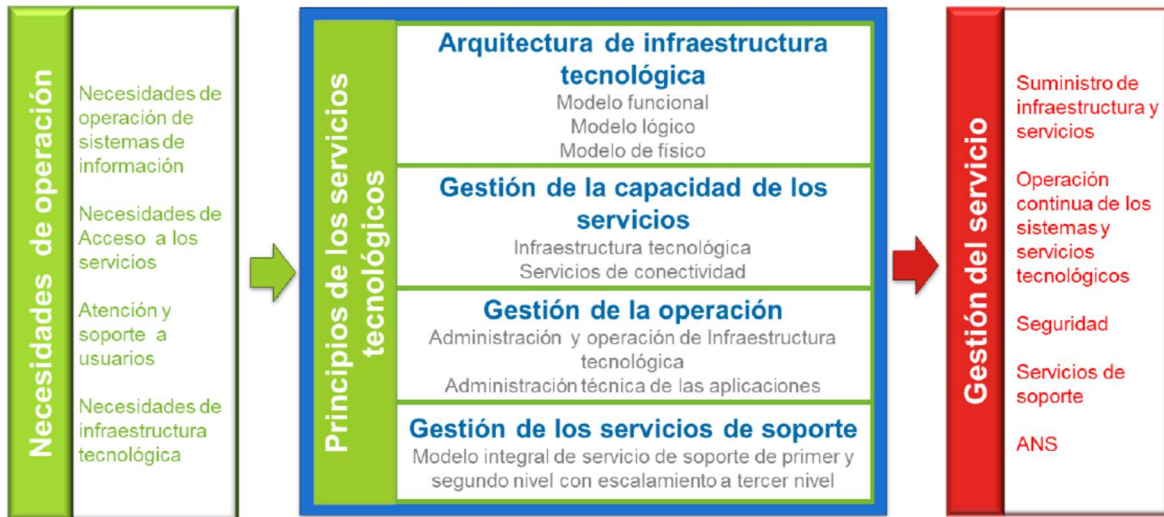 Necesidades de operación
Necesidades de
operación de
sistemas de
información
Necesidades de
Acceso a los
servicios
Atención y
soporte a
usuarios
Necesidades de
infraestructura
tecnológica
Principios de los servicios
tecnológicos
Arquitectura de infraestructura
tecnológica
Modelo funcional
Modelo lógico
Modelo de físico
Gestión de la capacidad de los
servicios
Infraestructura tecnológica
Servicios de conectividad
Gestión de la operación
Administración y operación de Infraestructura
tecnológica
Administración técnica de las aplicaciones
Gestión de los servicios de soporte
Modelo integral de servicio de soporte de primer y
segundo nivel con escalamiento a tercer nivel
Gestión del servicio
Suministro de
infraestructura y
servicios
Operación
continua de los
sistemas y
servicios
tecnológicos
Seguridad
Servicios de
soporte
ANS